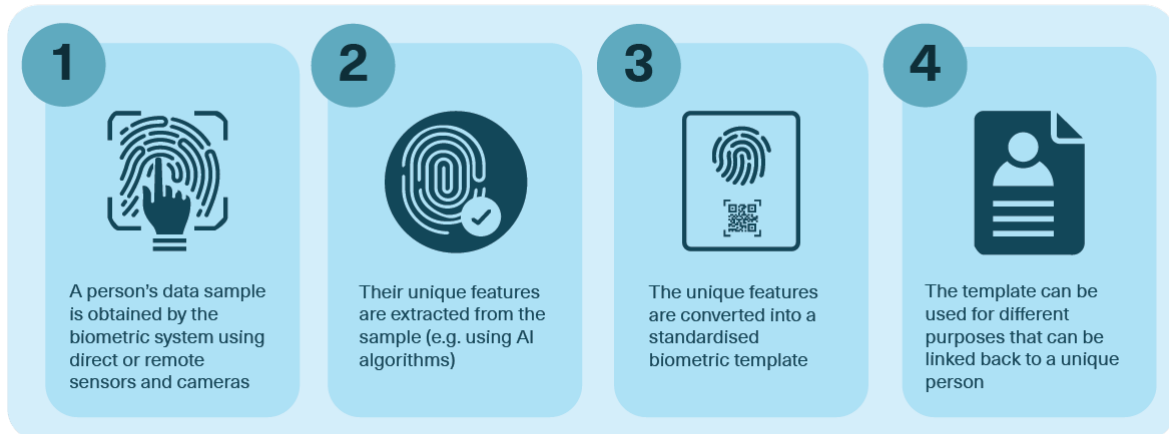 1
A person's data sample
is obtained by the
biometric system using
direct or remote
sensors and cameras
2
Their unique features
are extracted from the
sample (e.g. using AI
algorithms)
3
The unique features
are converted into a
standardised
biometric template
4
The template can be
used for different
purposes that can be
linked back to a unique
person